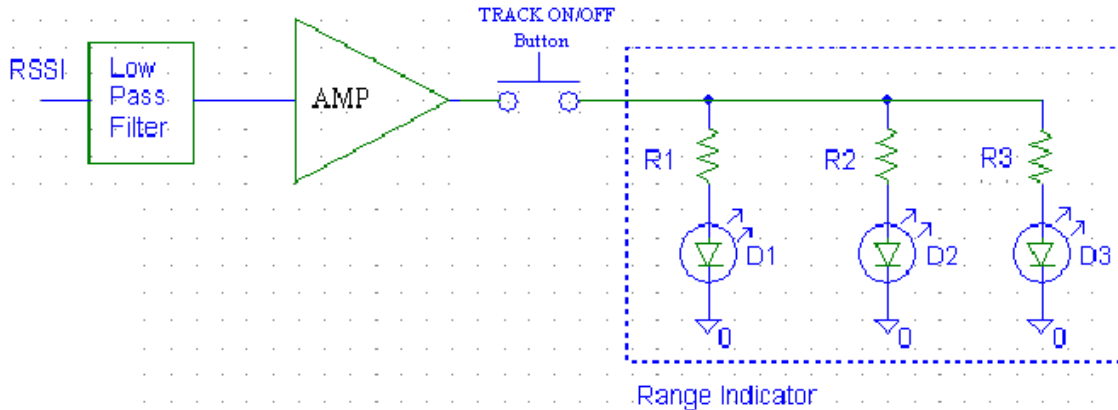 TRACK ON/OFF
Button
RSSI
Low
Pass
Filter
AMP
R1
R2
R3
D1
D2
D3
0
0
0
Range Indicator